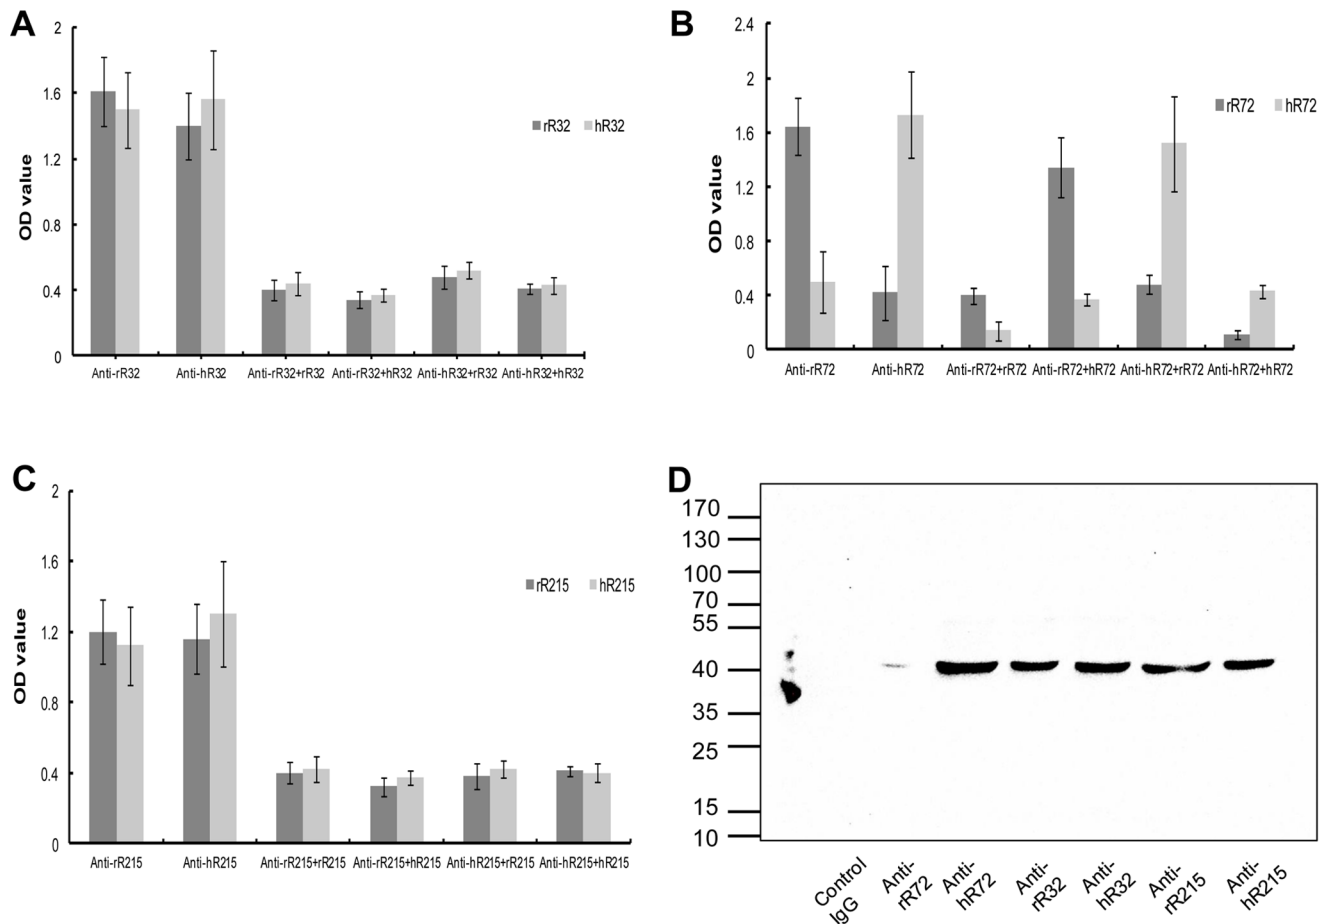 A
2
1.6
1.2
0.8
0.4
0
OD value
rR32 hR32
Anti-rR32 Anti-hR32 Anti-rR32+rR32 Anti-rR32+hR32 Anti-hR32+rR32 Anti-hR32+hR32
B
2.4
2
1.6
1.2
0.8
0.4
0
OD value
rR72 hR72
Anti-rR72 Anti-hR72 Anti-rR72+rR72 Anti-rR72+hR72 Anti-hR72+rR72 Anti-hR72+hR72
C
2
1.6
1.2
0.8
0.4
0
OD value
rR215 hR215
Anti-rR215 Anti-hR215 Anti-rR215+rR215 Anti-rR215+hR215 Anti-hR215+rR215 Anti-hR215+hR215
D
170
130
100
70
55
40
35
25
15
10
Control
IgG
Anti-
rR72
Anti-
hR72
Anti-
rR32
Anti-
hR32
Anti-
rR215
Anti-
hR215